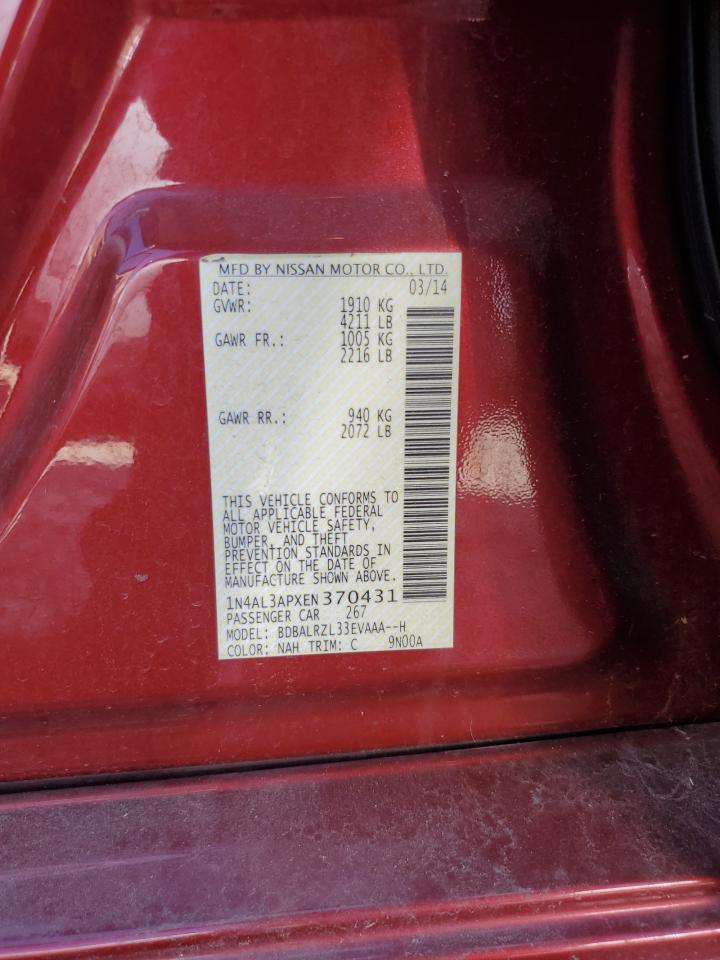 MFD BY NISSAN MOTOR CO., LTD.
DATE: 03/14
GVWR: 1910 KG
4211 LB
GAWR FR.: 1005 KG
2216 LB
GAWR RR.: 940 KG
2072 LB
THIS VEHICLE CONFORMS TO
ALL APPLICABLE FEDERAL
MOTOR VEHICLE SAFETY,
BUMPER, AND THEFT
PREVENTION STANDARDS IN
EFFECT ON THE DATE OF
MANUFACTURE SHOWN ABOVE.
1N4AL3APXEN370431
PASSENGER CAR 267
MODEL: BDBALRZL33EVAAA--H
COLOR: NAH TRIM: C 9N00A